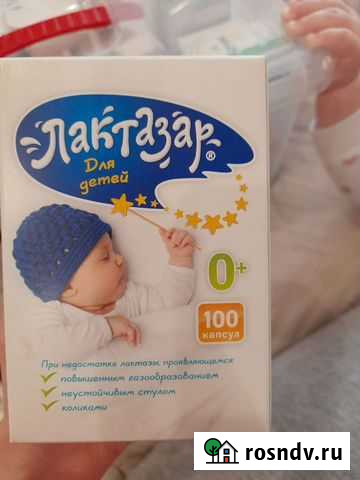 Лактазар®
Для
детей
0+
100
капсул
При недостатке лактазы, проявляющемся
повышенным газообразованием
неустойчивым стулом
коликами
rosndv.ru